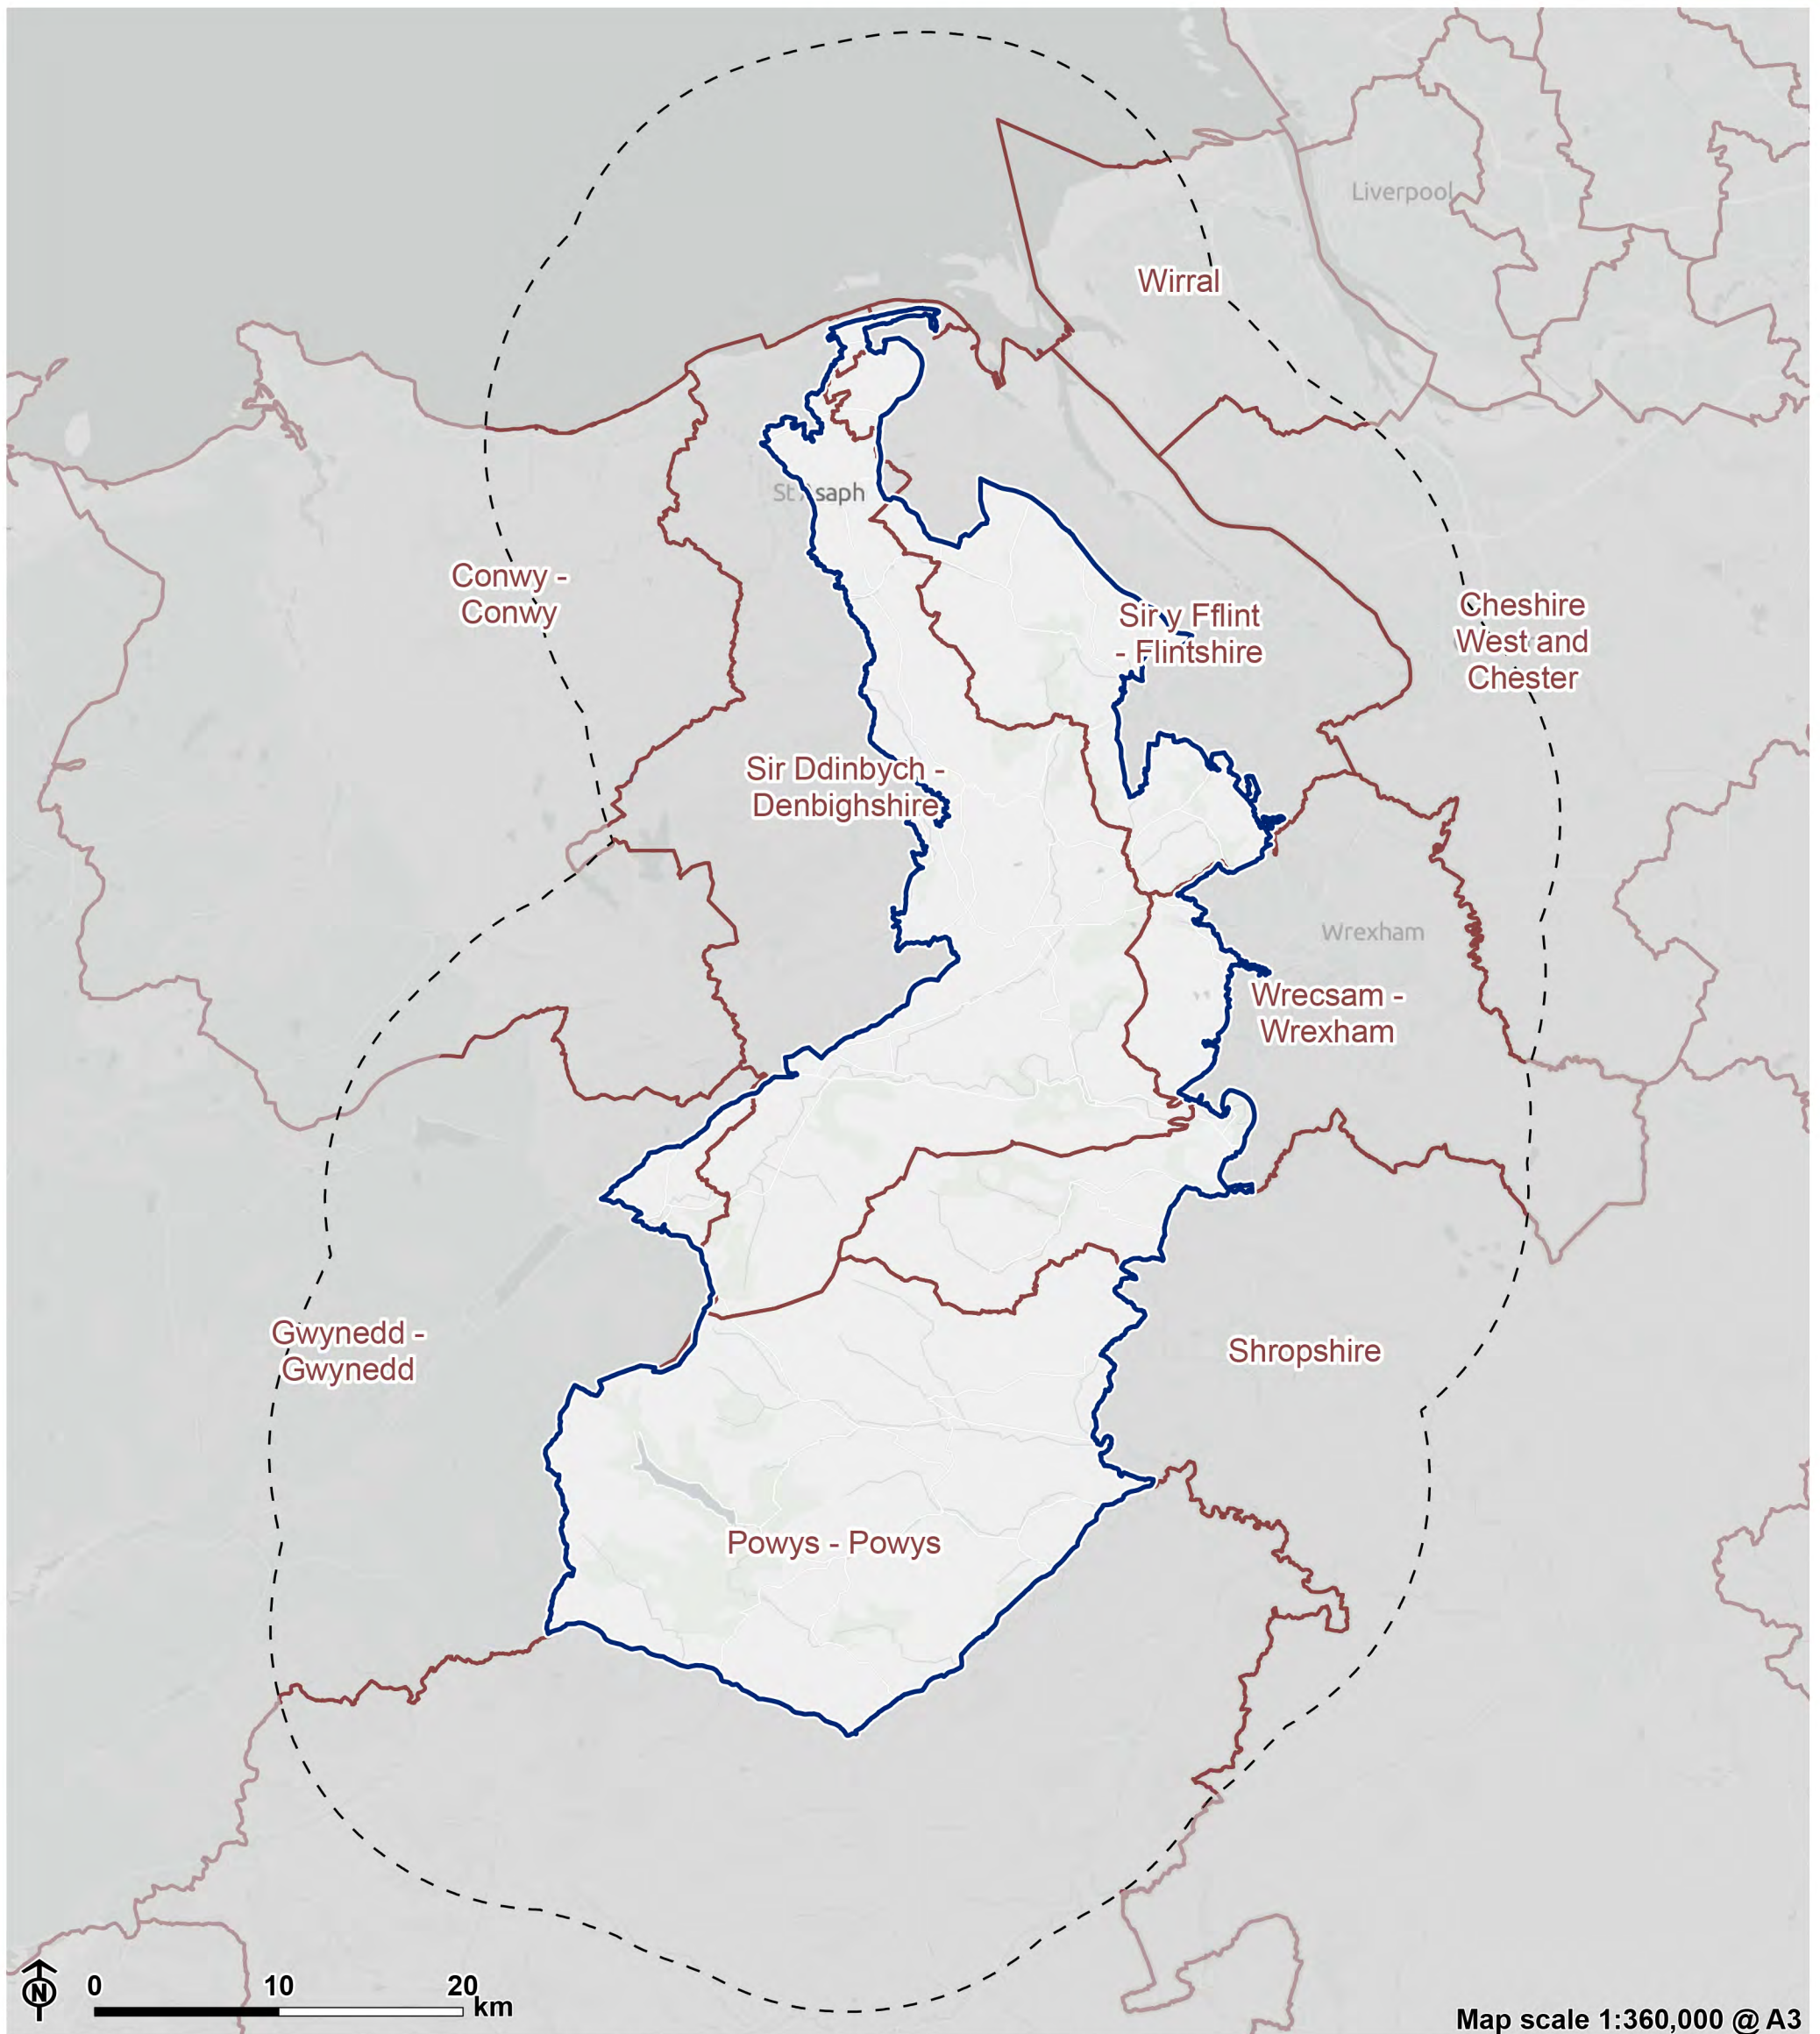 Liverpool
Wirral
St Asaph
Conwy -
Conwy
Sir y Fflint
- Flintshire
Cheshire
West and
Chester
Sir Ddinbych -
Denbighshire
Wrexham
Wrecsam -
Wrexham
Gwynedd -
Gwynedd
Shropshire
Powys - Powys
N
0 10 20
km
Map scale 1:360,000 @ A3